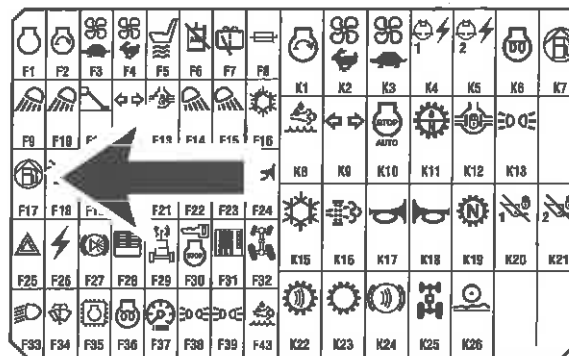 1 2
F1 F2 F3 F4 F5 F6 F7 F8 K1 K2 K3 K4 K5 K6 K7
STOP
AUTO
F9 F10 F13 F14 F15 F16 K8 K9 K10 K11 K12 K13
N 1 2
F17 F18 F21 F22 F23 F24 K15 K16 K17 K18 K19 K20 K21
STOP
F25 F26 F27 F28 F29 F30 F31 F32
F33 F34 F35 F36 F37 F38 F39 F43 K22 K23 K24 K25 K26